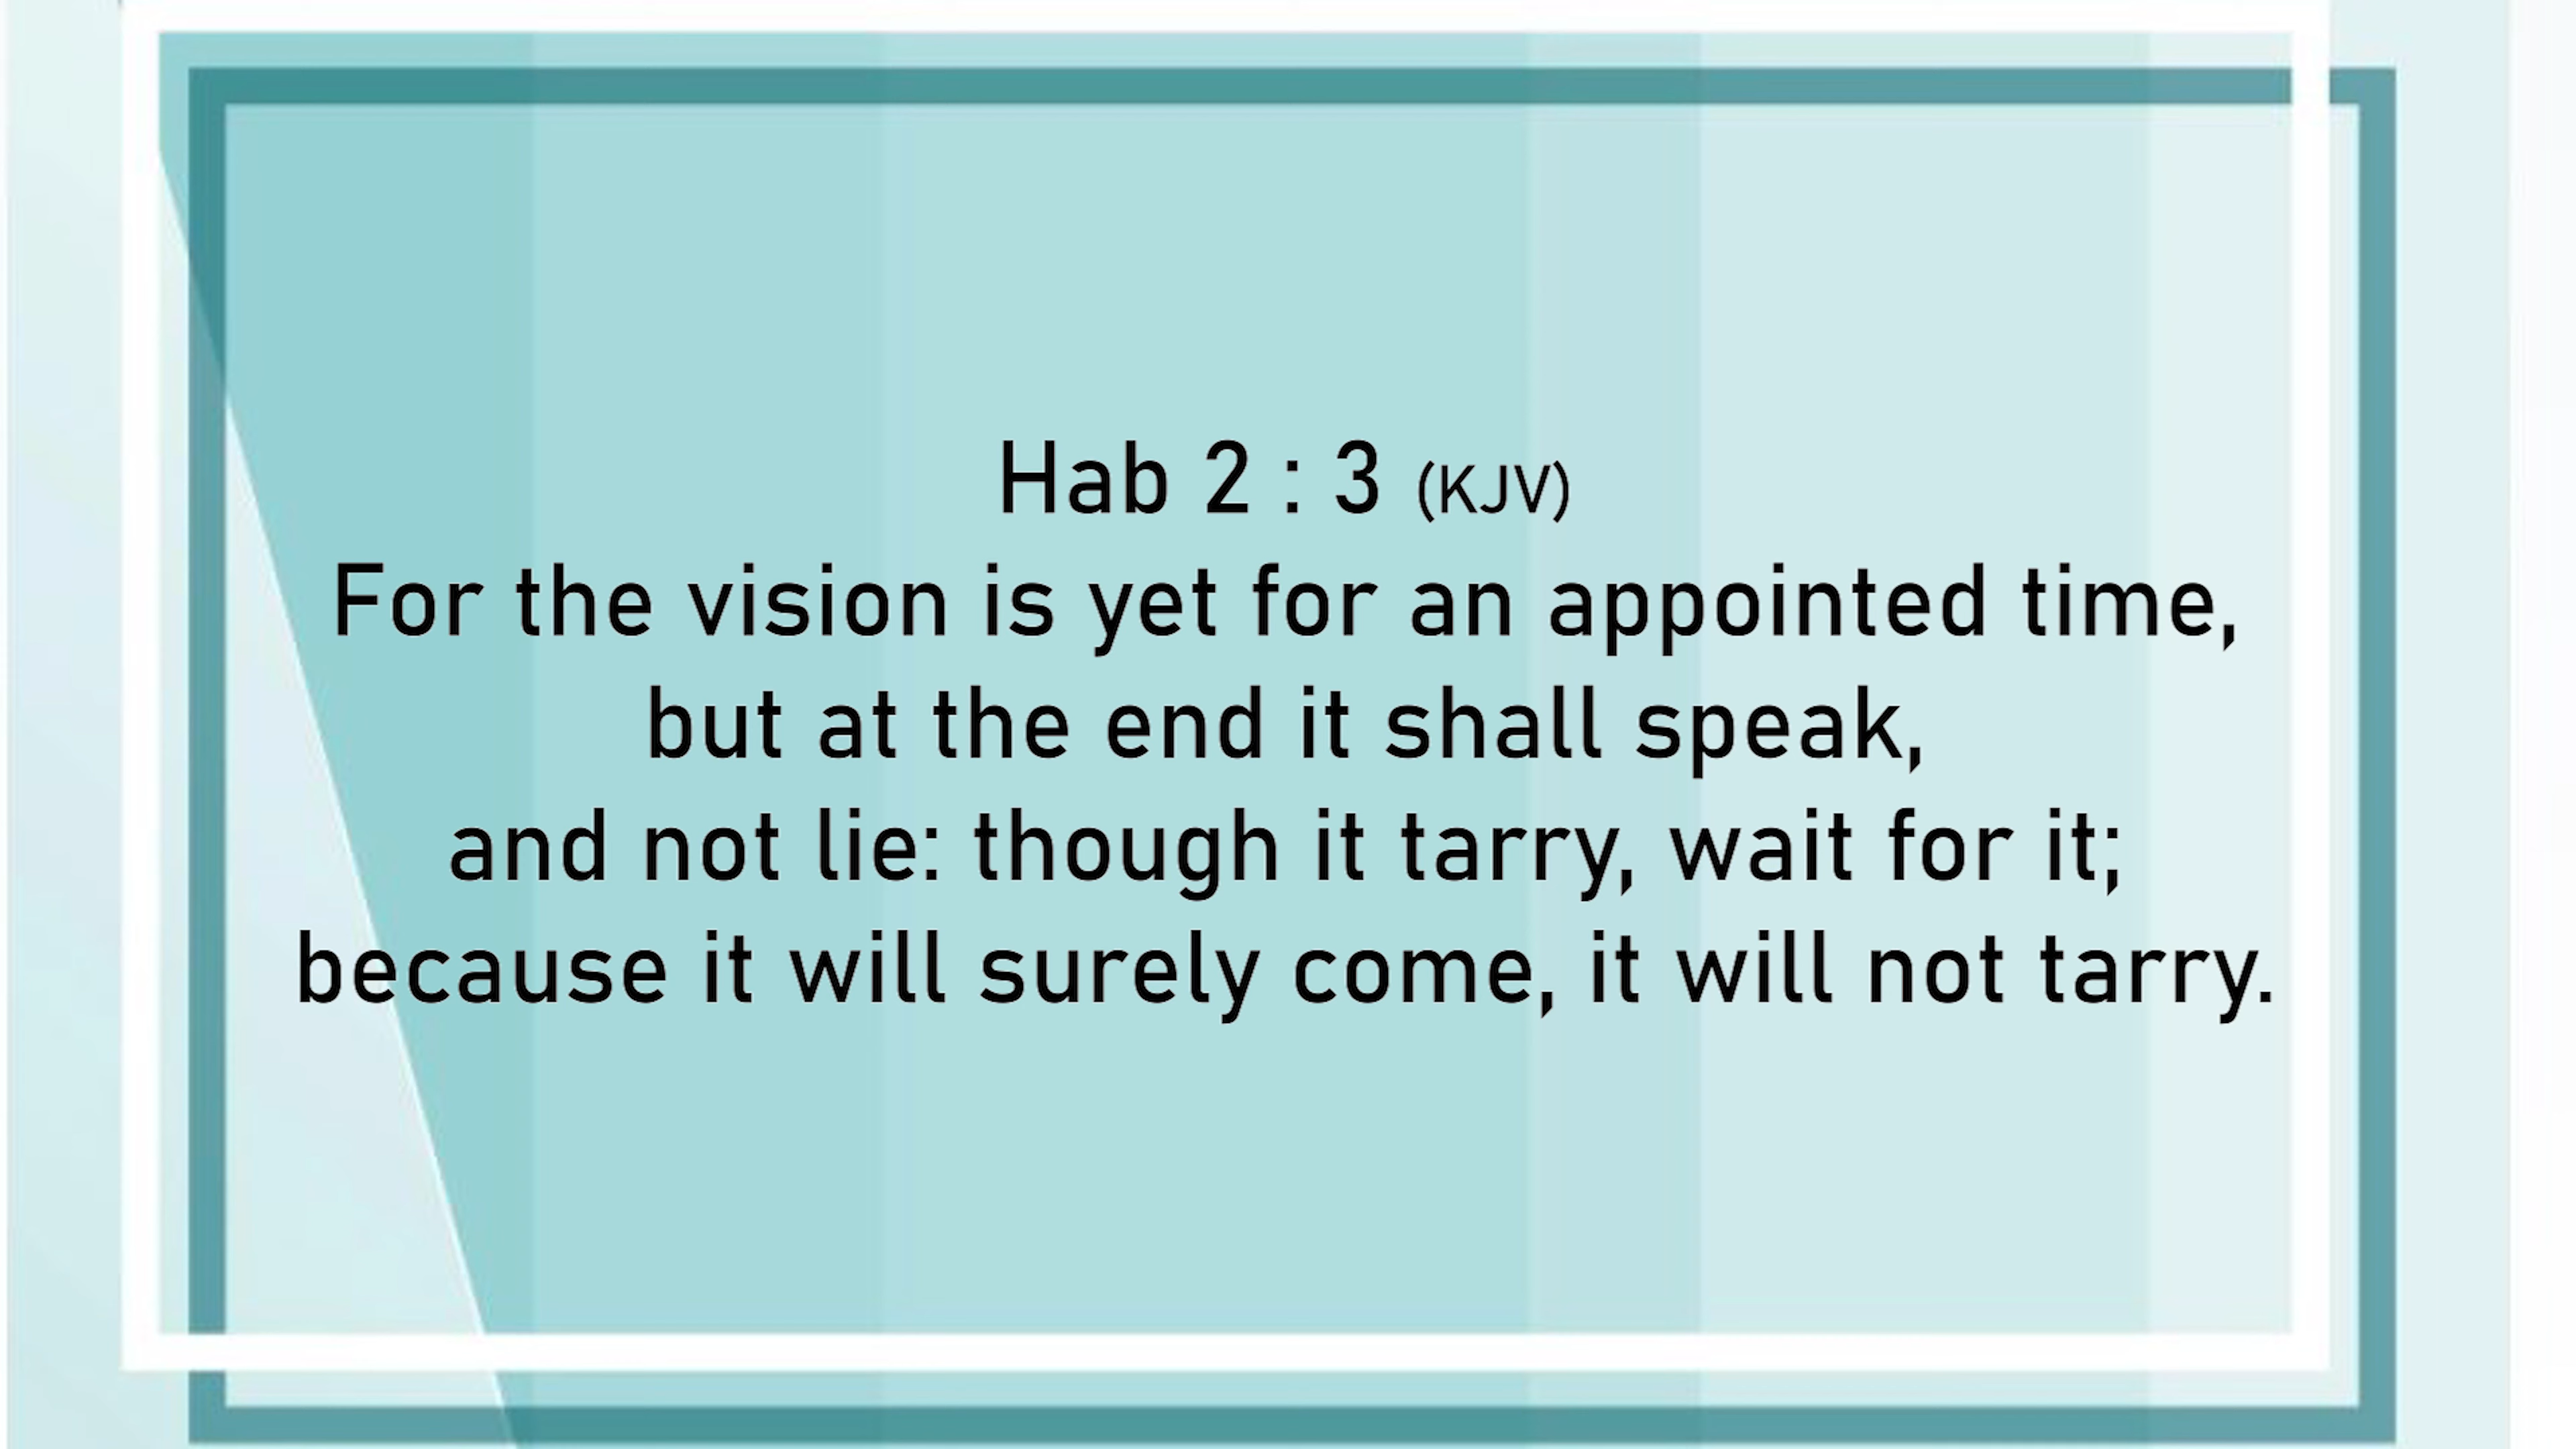 Hab 2 : 3 (KJV)
For the vision is yet for an appointed time,
but at the end it shall speak,
and not lie: though it tarry, wait for it;
because it will surely come, it will not tarry.